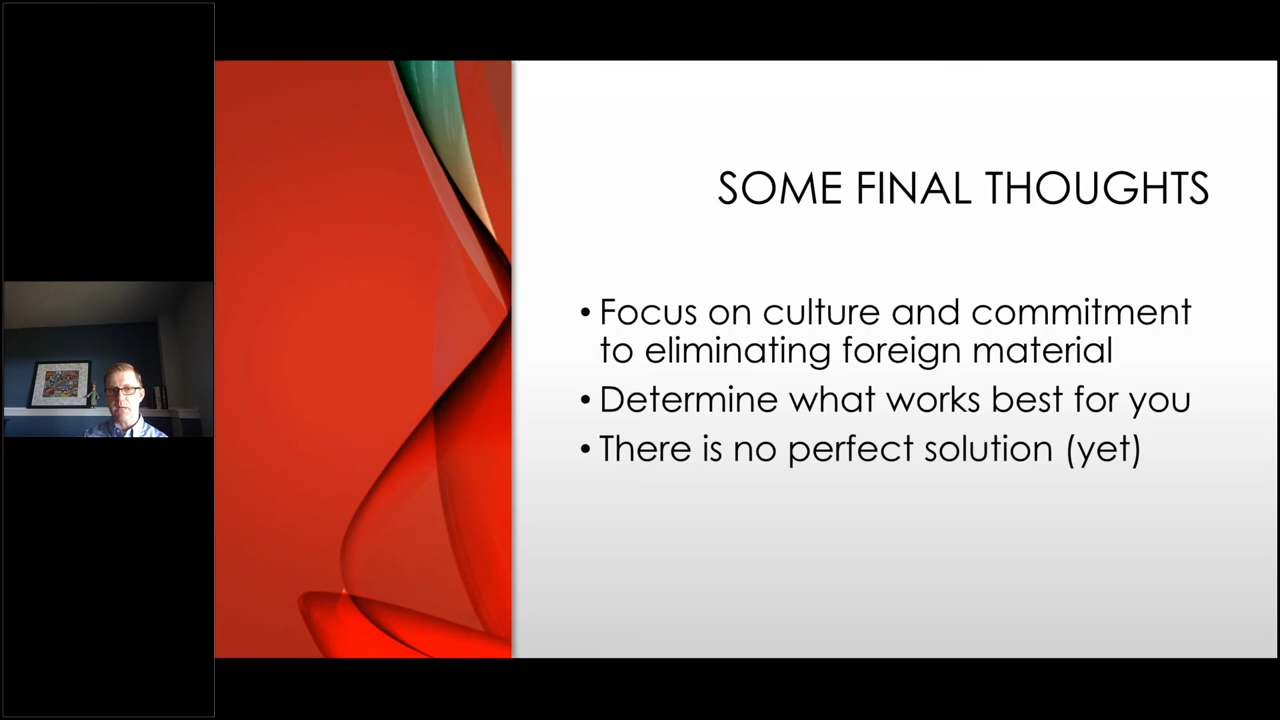 SOME FINAL THOUGHTS
• Focus on culture and commitment
to eliminating foreign material
• Determine what works best for you
• There is no perfect solution (yet)